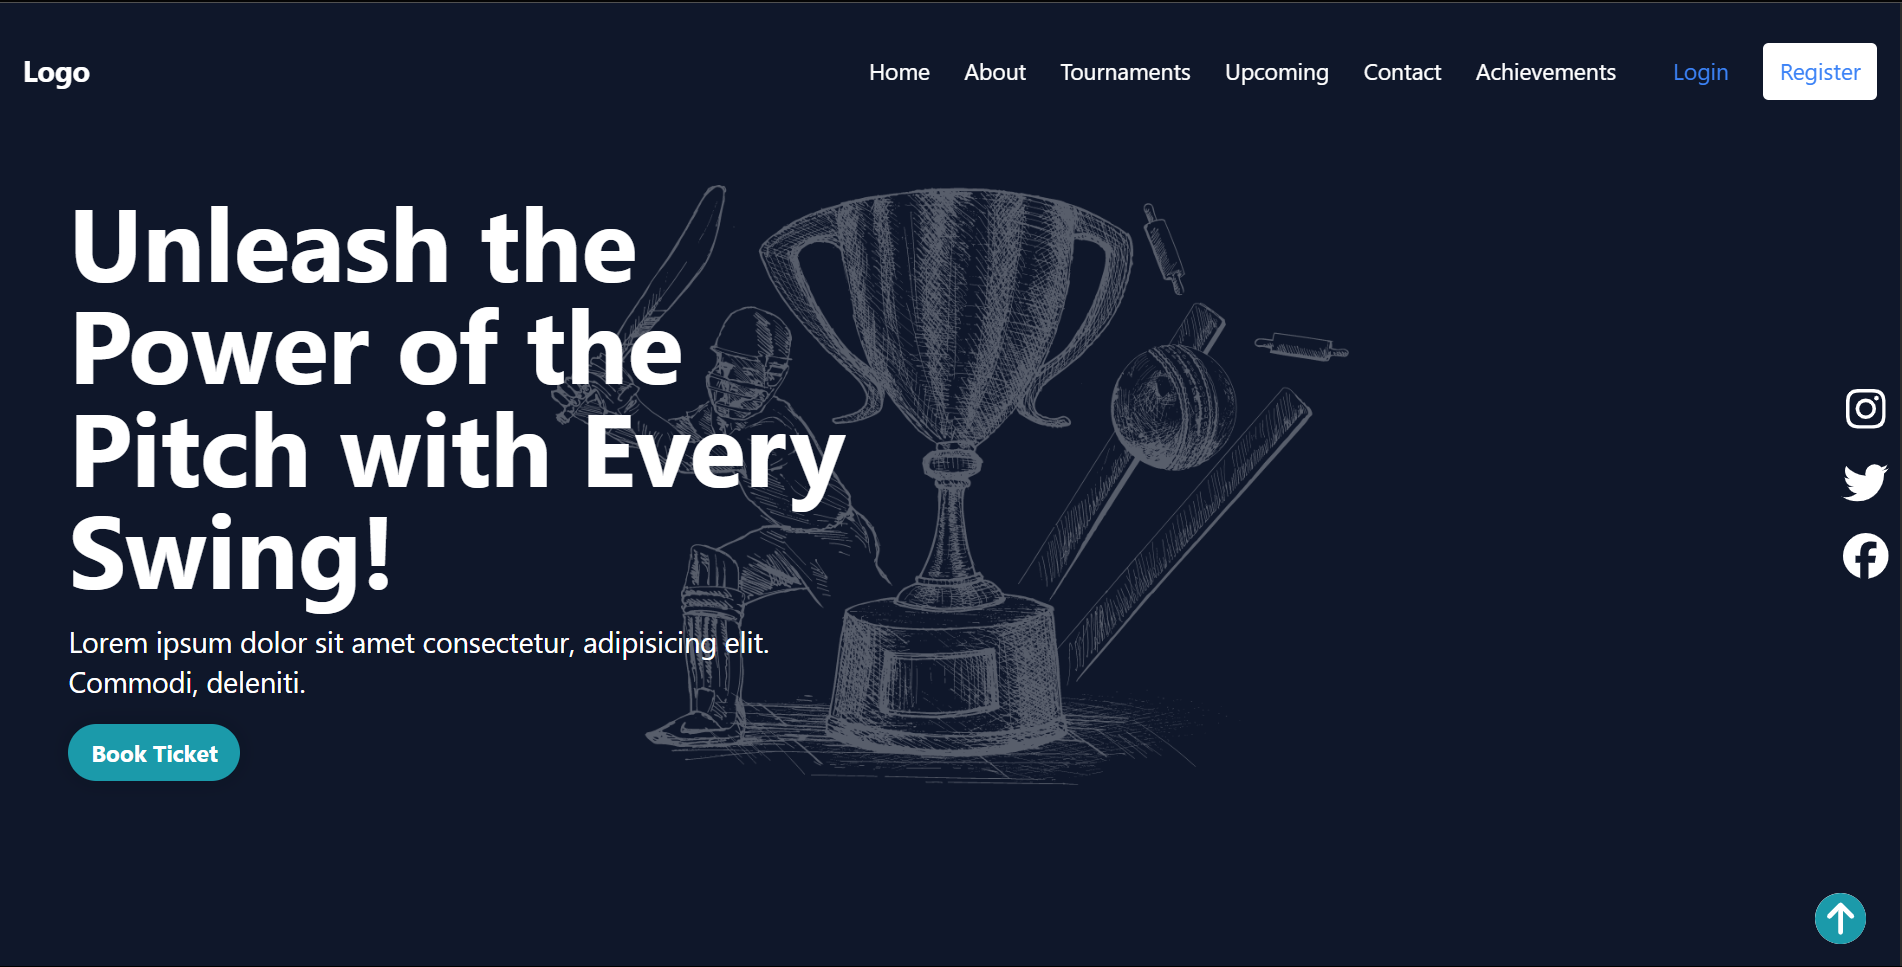 Logo
Home About Tournaments Upcoming Contact Achievements Login Register
Unleash the
Power of the
Pitch with Every
Swing!
Lorem ipsum dolor sit amet consectetur, adipisicing elit.
Commodi, deleniti.
Book Ticket